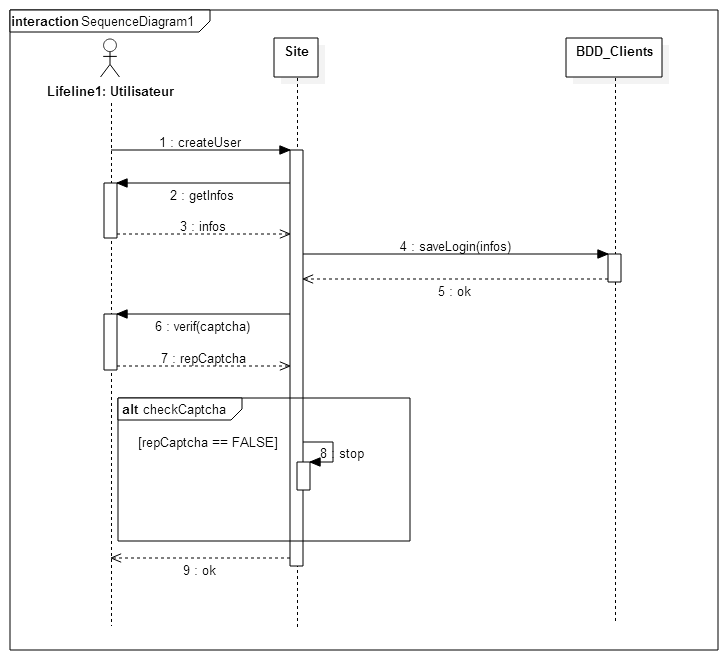 interaction SequenceDiagram1
Lifeline1: Utilisateur
Site
BDD_Clients
1 : createUser
2 : getInfos
3 : infos
4 : saveLogin(infos)
5 : ok
6 : verif(captcha)
7 : repCaptcha
alt checkCaptcha
[repCaptcha == FALSE]
8 : stop
9 : ok